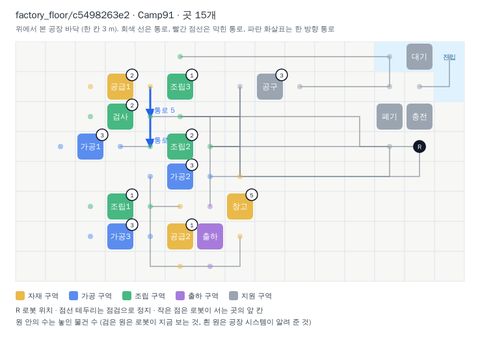 factory_floor/c5498263e2 · Camp91 · 곳 15개
위에서 본 공장 바닥 (한 칸 3 m). 회색 선은 통로, 빨간 점선은 막힌 통로, 파란 화살표는 한 방향 통로
대기
공급1 2
조립3 1
공구 3
검사 2
통로 5
폐기
충전
가공1 3
통로
조립2 2
R
가공2 3
조립1 1
창고 5
가공3 3
공급2 1
출하
자재 구역
가공 구역
조립 구역
출하 구역
지원 구역
R 로봇 위치 · 점선 테두리는 점검으로 정지 · 작은 점은 로봇이 서는 곳의 앞 칸
원 안의 수는 놓인 물건 수 (검은 원은 로봇이 지금 보는 것, 흰 원은 공장 시스템이 알려 준 것)